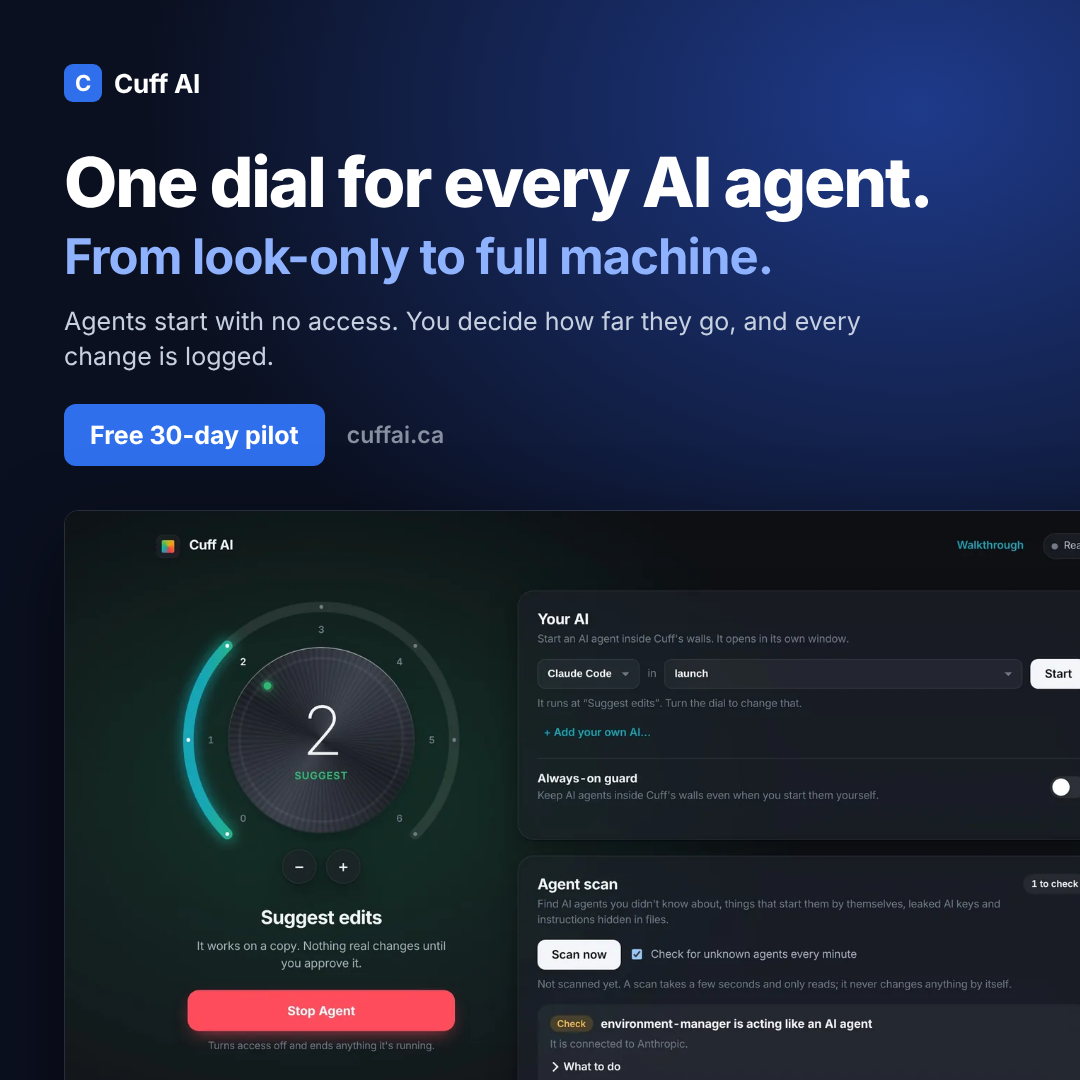 C Cuff AI
One dial for every AI agent.
From look-only to full machine.
Agents start with no access. You decide how far they go, and every
change is logged.
Free 30-day pilot
cuffai.ca
Cuff AI
Walkthrough
3
2
4
1
5
0
6
2
SUGGEST
−
+
Suggest edits
It works on a copy. Nothing real changes until
you approve it.
Stop Agent
Turns access off and ends anything it's running.
Your AI
Start an AI agent inside Cuff's walls. It opens in its own window.
Claude Code in launch Start
It runs at “Suggest edits”. Turn the dial to change that.
+ Add your own AI...
Always-on guard
Keep AI agents inside Cuff's walls even when you start them yourself.
Agent scan
1 to check
Find AI agents you didn't know about, things that start them by themselves, leaked AI keys and
instructions hidden in files.
Scan now
Check for unknown agents every minute
Not scanned yet. A scan takes a few seconds and only reads; it never changes anything by itself.
Check environment-manager is acting like an AI agent
It is connected to Anthropic.
What to do